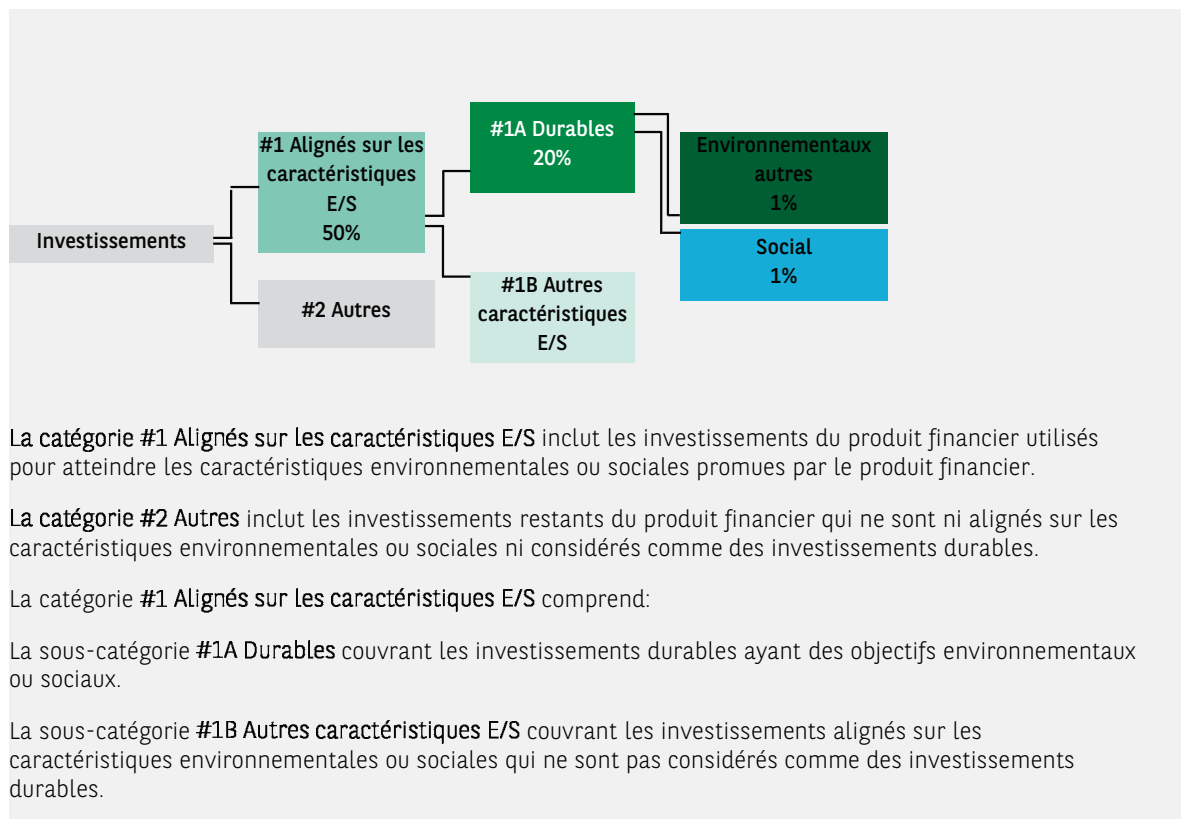 #1A Durables
20%
#1 Alignés sur les
caractéristiques
E/S
50%
Environnementaux
autres
1%
Investissements
Social
1%
#2 Autres
#1B Autres
caractéristiques
E/S
La catégorie #1 Alignés sur les caractéristiques E/S inclut les investissements du produit financier utilisés
pour atteindre les caractéristiques environnementales ou sociales promues par le produit financier.
La catégorie #2 Autres inclut les investissements restants du produit financier qui ne sont ni alignés sur les
caractéristiques environnementales ou sociales ni considérés comme des investissements durables.
La catégorie #1 Alignés sur les caractéristiques E/S comprend:
La sous-catégorie #1A Durables couvrant les investissements durables ayant des objectifs environnementaux
ou sociaux.
La sous-catégorie #1B Autres caractéristiques E/S couvrant les investissements alignés sur les
caractéristiques environnementales ou sociales qui ne sont pas considérés comme des investissements
durables.